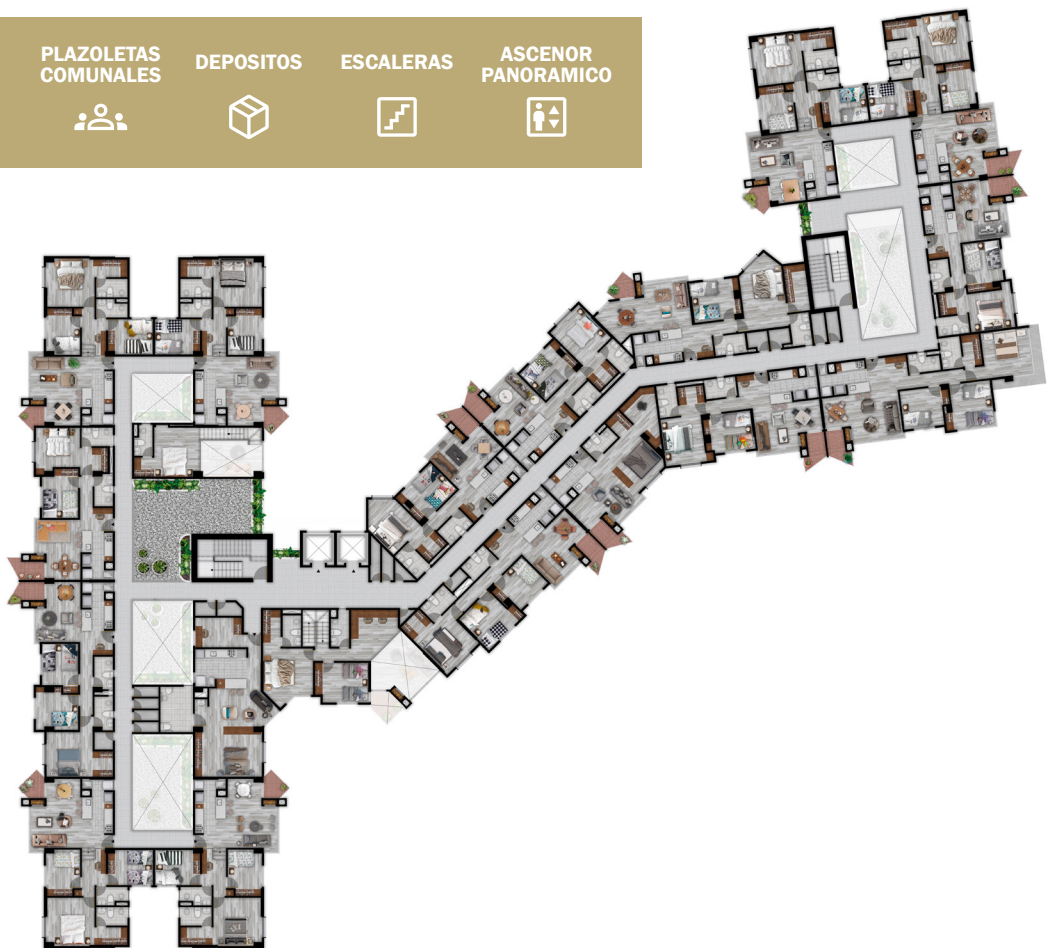 PLAZOLETAS
COMUNALES
DEPOSITOS
ESCALERAS
ASCENOR
PANORAMICO